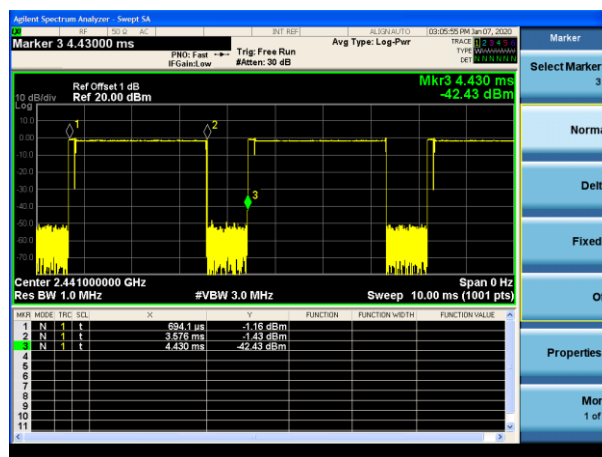 Agilent Spectrum Analyzer - Swept SA
RF 50 Ω AC INT REF ALIGN AUTO 03:05:55 PM Jan 07, 2020
Marker 3 4.43000 ms
PNO: Fast Trig: Free Run
IFGain:Low #Atten: 30 dB
Avg Type: Log-Pwr
TRACE 1 2 3 4 5 6
TYPE
DET N N N N N N
Ref Offset 1 dB
10 dB/div Ref 20.00 dBm
Log
Mkr3 4.430 ms
-42.43 dBm
10.0
0.00
-10.0
-20.0
-30.0
-40.0
-50.0
-60.0
-70.0
1
2
3
Center 2.441000000 GHz Span 0 Hz
Res BW 1.0 MHz #VBW 3.0 MHz Sweep 10.00 ms (1001 pts)
MKR MODE TRC SCL X Y FUNCTION FUNCTION WIDTH FUNCTION VALUE
1 N 1 t 694.1 us -1.16 dBm
2 N 1 t 3.576 ms -1.43 dBm
3 N 1 t 4.430 ms -42.43 dBm
4
5
6
7
8
9
10
11
Marker
Select Marker
3
Norma
Delt
Fixed
O
Properties
Mor
1 of